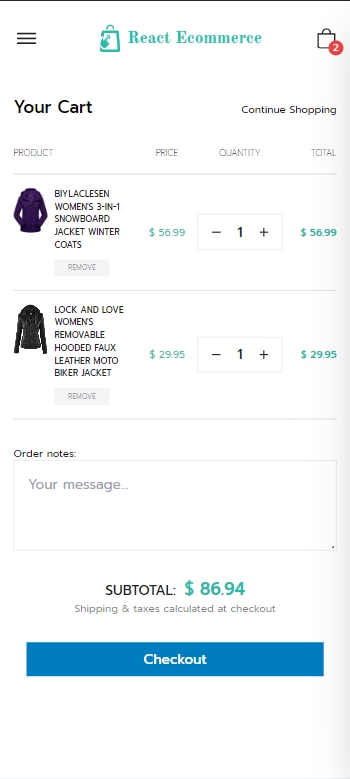 React Ecommerce
2
Your Cart
Continue Shopping
PRODUCT PRICE QUANTITY TOTAL
BIYLACLESEN
WOMEN'S 3-IN-1
SNOWBOARD
JACKET WINTER
COATS
$ 56.99 − 1 + $ 56.99
REMOVE
LOCK AND LOVE
WOMEN'S
REMOVABLE
HOODED FAUX
LEATHER MOTO
BIKER JACKET
$ 29.95 − 1 + $ 29.95
REMOVE
Order notes:
Your message...
SUBTOTAL: $ 86.94
Shipping & taxes calculated at checkout
Checkout